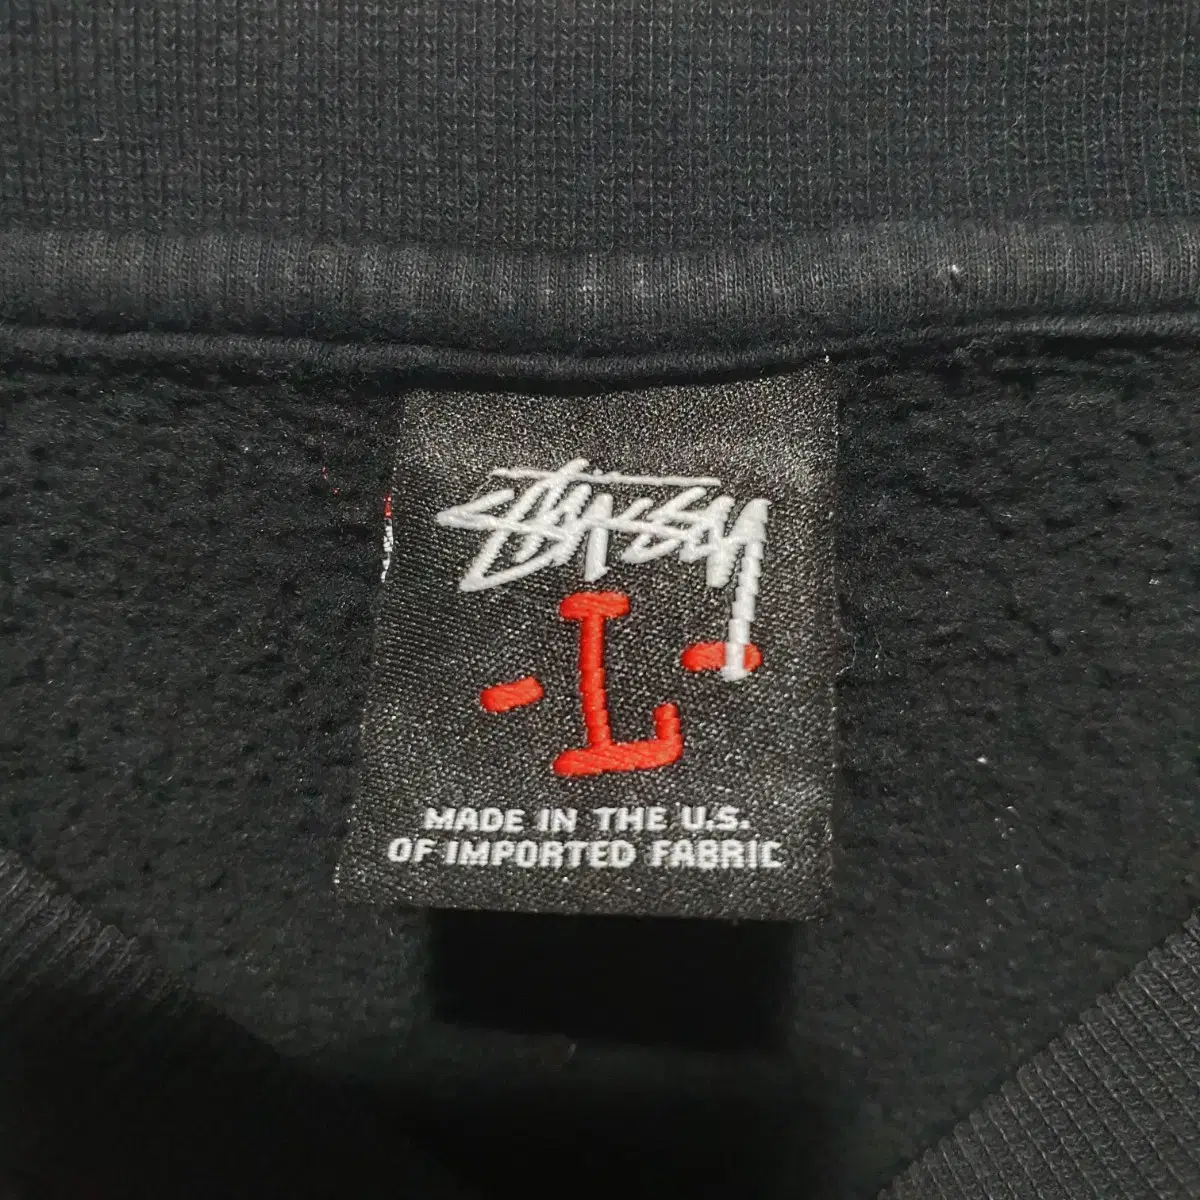 STÜSSY
- L -
MADE IN THE U.S.
OF IMPORTED FABRIC